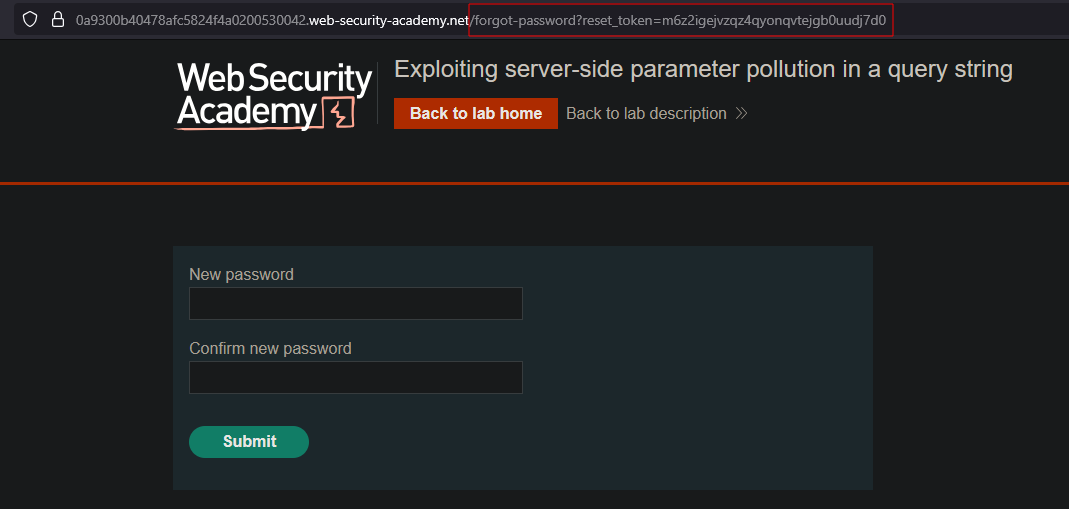 0a9300b40478afc5824f4a0200530042.web-security-academy.net/forgot-password?reset_token=m6z2igejvzqz4qyonqvtejgb0uudj7d0
Web Security
Academy
Exploiting server-side parameter pollution in a query string
Back to lab home
Back to lab description
New password
Confirm new password
Submit